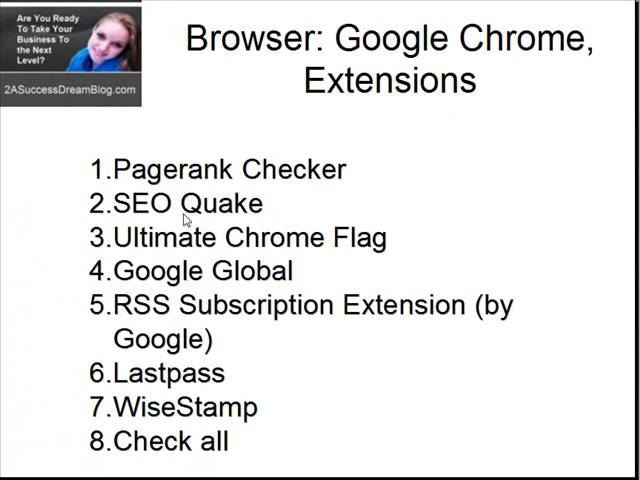 Are You Ready
To Take Your
Business To
the Next
Level?
2ASuccessDreamBlog.com
Browser: Google Chrome,
Extensions
1.Pagerank Checker
2.SEO Quake
3.Ultimate Chrome Flag
4.Google Global
5.RSS Subscription Extension (by
Google)
6.Lastpass
7.WiseStamp
8.Check all